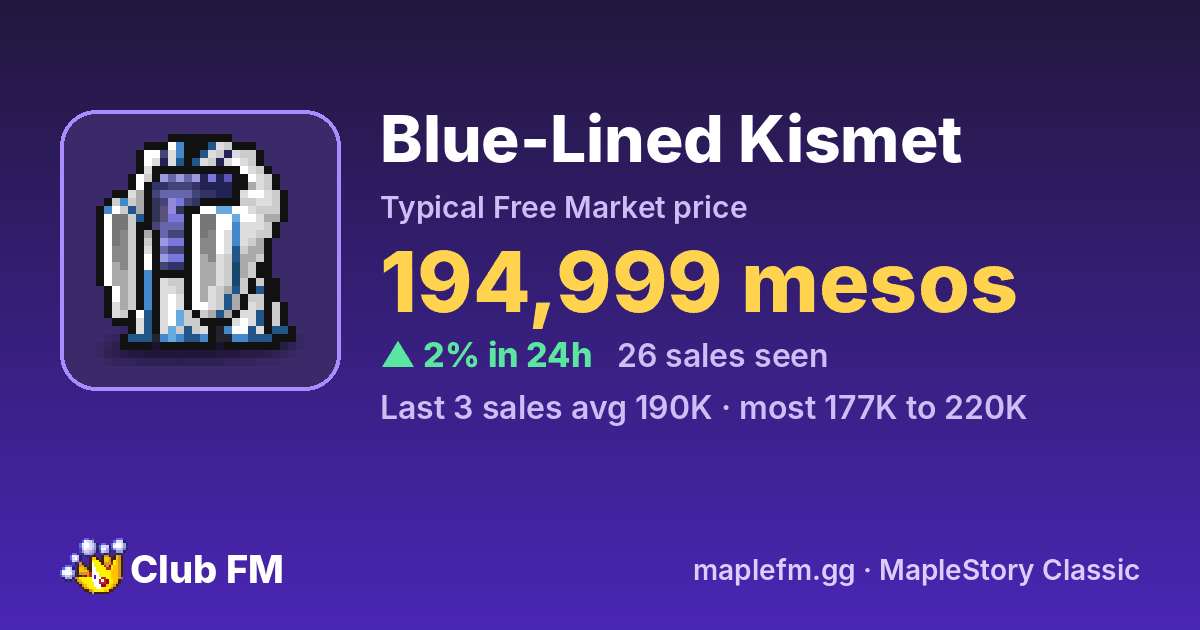 Blue-Lined Kismet
Typical Free Market price
194,999 mesos
▲ 2% in 24h 26 sales seen
Last 3 sales avg 190K · most 177K to 220K
Club FM
maplefm.gg · MapleStory Classic